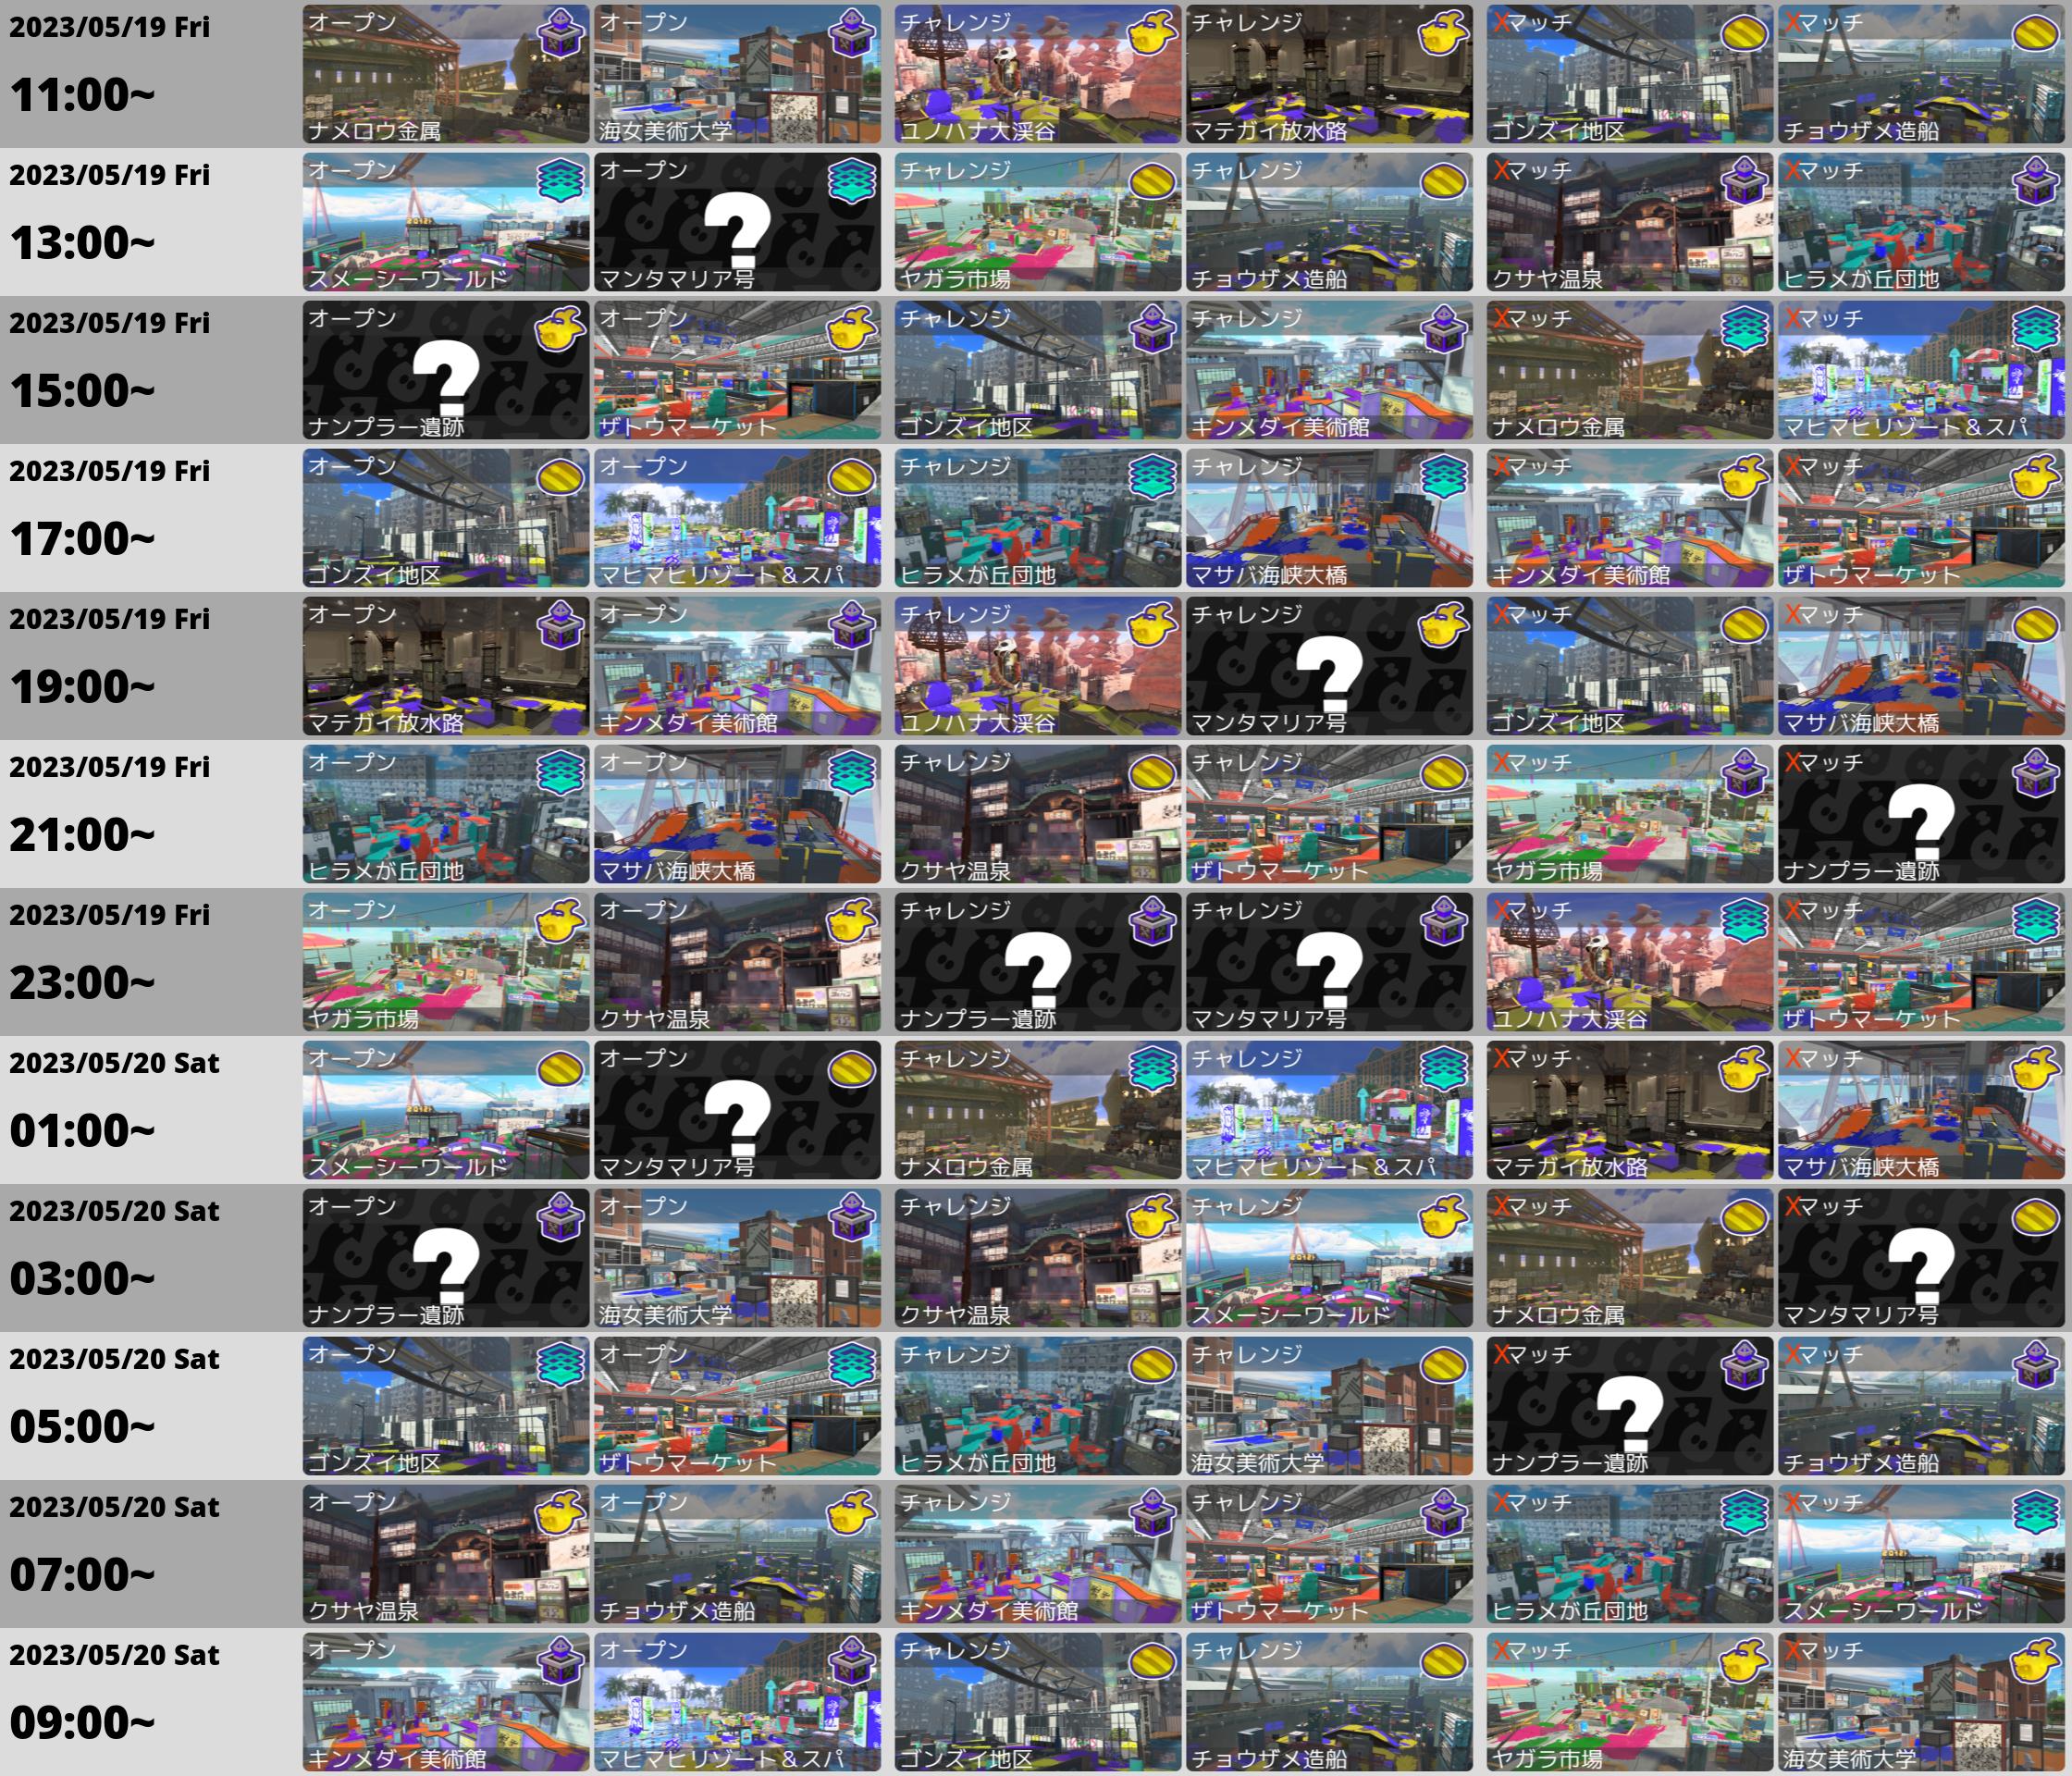 2023/05/19 Fri
11:00~
オープン オープン チャレンジ チャレンジ Xマッチ Xマッチ
ナメロウ金属 海女美術大学 ユノハナ大渓谷 マテガイ放水路 ゴンズイ地区 チョウザメ造船
2023/05/19 Fri
13:00~
オープン オープン チャレンジ チャレンジ Xマッチ Xマッチ
スメーシーワールド マンタマリア号 ヤガラ市場 チョウザメ造船 クサヤ温泉 ヒラメが丘団地
2023/05/19 Fri
15:00~
オープン オープン チャレンジ チャレンジ Xマッチ Xマッチ
ナンプラー遺跡 ザトウマーケット ゴンズイ地区 キンメダイ美術館 ナメロウ金属 マヒマヒリゾート&スパ
2023/05/19 Fri
17:00~
オープン オープン チャレンジ チャレンジ Xマッチ Xマッチ
ゴンズイ地区 マヒマヒリゾート&スパ ヒラメが丘団地 マサバ海峡大橋 キンメダイ美術館 ザトウマーケット
2023/05/19 Fri
19:00~
オープン オープン チャレンジ チャレンジ Xマッチ Xマッチ
マテガイ放水路 キンメダイ美術館 ユノハナ大渓谷 マンタマリア号 ゴンズイ地区 マサバ海峡大橋
2023/05/19 Fri
21:00~
オープン オープン チャレンジ チャレンジ Xマッチ Xマッチ
ヒラメが丘団地 マサバ海峡大橋 クサヤ温泉 ザトウマーケット ヤガラ市場 ナンプラー遺跡
2023/05/19 Fri
23:00~
オープン オープン チャレンジ チャレンジ Xマッチ Xマッチ
ヤガラ市場 クサヤ温泉 ナンプラー遺跡 マンタマリア号 ユノハナ大渓谷 ザトウマーケット
2023/05/20 Sat
01:00~
オープン オープン チャレンジ チャレンジ Xマッチ Xマッチ
スメーシーワールド マンタマリア号 ナメロウ金属 マヒマヒリゾート&スパ マテガイ放水路 マサバ海峡大橋
2023/05/20 Sat
03:00~
オープン オープン チャレンジ チャレンジ Xマッチ Xマッチ
ナンプラー遺跡 海女美術大学 クサヤ温泉 スメーシーワールド ナメロウ金属 マンタマリア号
2023/05/20 Sat
05:00~
オープン オープン チャレンジ チャレンジ Xマッチ Xマッチ
ゴンズイ地区 ザトウマーケット ヒラメが丘団地 海女美術大学 ナンプラー遺跡 チョウザメ造船
2023/05/20 Sat
07:00~
オープン オープン チャレンジ チャレンジ Xマッチ Xマッチ
クサヤ温泉 チョウザメ造船 キンメダイ美術館 ザトウマーケット ヒラメが丘団地 スメーシーワールド
2023/05/20 Sat
09:00~
オープン オープン チャレンジ チャレンジ Xマッチ Xマッチ
キンメダイ美術館 マヒマヒリゾート&スパ ゴンズイ地区 チョウザメ造船 ヤガラ市場 海女美術大学